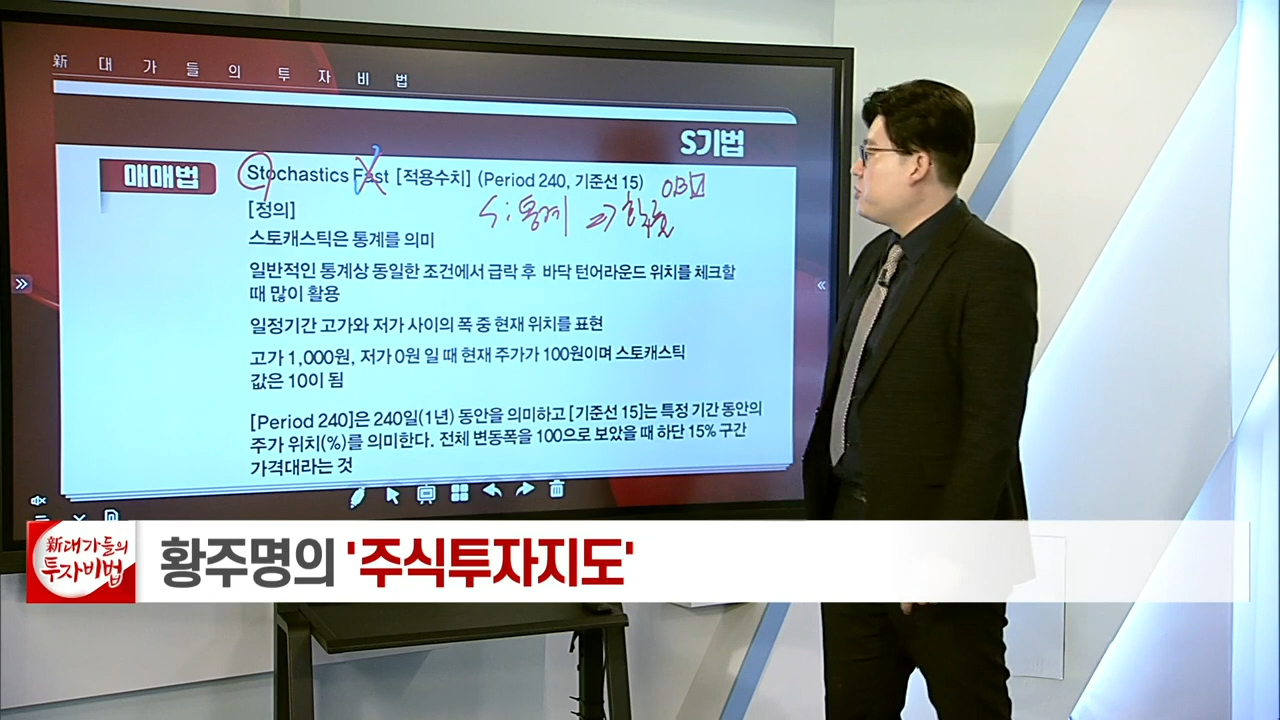 新 대 가 들 의 투 자 비 법
S기법
매매법
Stochastics Fast [적용수치] (Period 240, 기준선 15)
S : 통계 => 확률
[정의]
스토캐스틱은 통계를 의미
일반적인 통계상 동일한 조건에서 급락 후 바닥 턴어라운드 위치를 체크할
때 많이 활용
일정기간 고가와 저가 사이의 폭 중 현재 위치를 표현
고가 1,000원, 저가 0원 일 때 현재 주가가 100원이며 스토캐스틱
값은 10이 됨
[Period 240]은 240일(1년) 동안을 의미하고 [기준선 15]는 특정 기간 동안의
주가 위치(%)를 의미한다. 전체 변동폭을 100으로 보았을 때 하단 15% 구간
가격대라는 것
新대가들의
투자비법
황주명의 '주식투자지도'